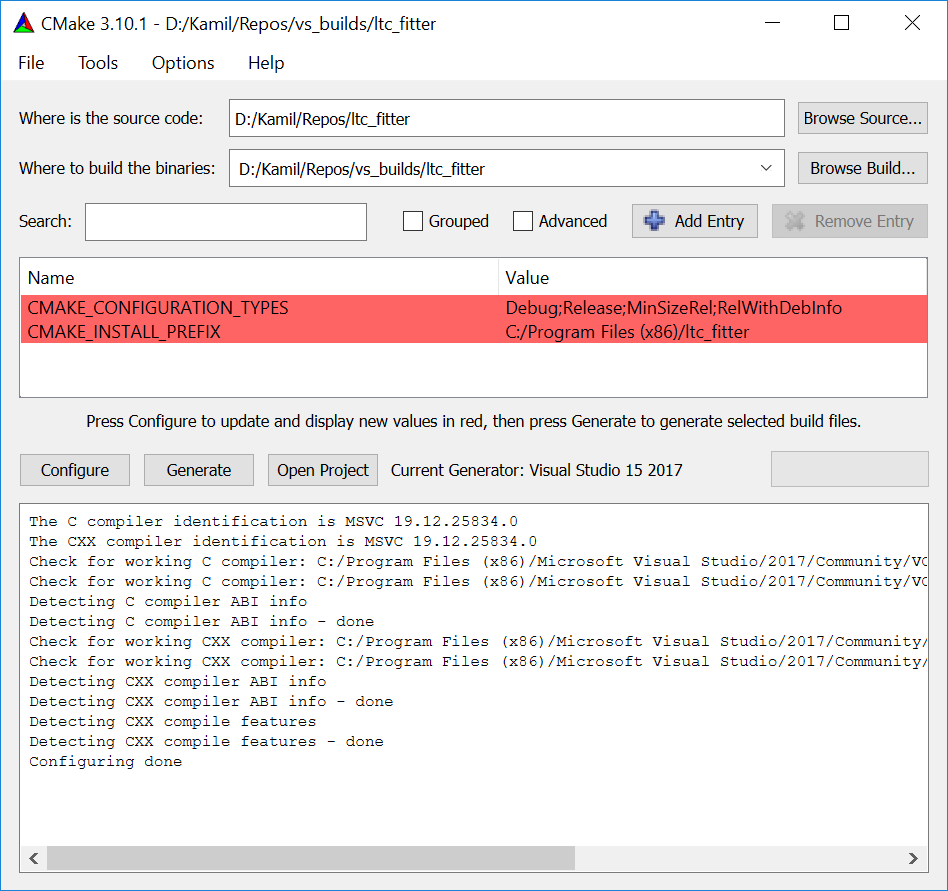 CMake 3.10.1 - D:/Kamil/Repos/vs_builds/ltc_fitter
File Tools Options Help
Where is the source code: D:/Kamil/Repos/ltc_fitter Browse Source...
Where to build the binaries: D:/Kamil/Repos/vs_builds/ltc_fitter Browse Build...
Search: Grouped Advanced Add Entry Remove Entry
Name Value
CMAKE_CONFIGURATION_TYPES Debug;Release;MinSizeRel;RelWithDebInfo
CMAKE_INSTALL_PREFIX C:/Program Files (x86)/ltc_fitter
Press Configure to update and display new values in red, then press Generate to generate selected build files.
Configure Generate Open Project Current Generator: Visual Studio 15 2017
The C compiler identification is MSVC 19.12.25834.0
The CXX compiler identification is MSVC 19.12.25834.0
Check for working C compiler: C:/Program Files (x86)/Microsoft Visual Studio/2017/Community/VC
Check for working C compiler: C:/Program Files (x86)/Microsoft Visual Studio/2017/Community/VC
Detecting C compiler ABI info
Detecting C compiler ABI info - done
Check for working CXX compiler: C:/Program Files (x86)/Microsoft Visual Studio/2017/Community/
Check for working CXX compiler: C:/Program Files (x86)/Microsoft Visual Studio/2017/Community/
Detecting CXX compiler ABI info
Detecting CXX compiler ABI info - done
Detecting CXX compile features
Detecting CXX compile features - done
Configuring done